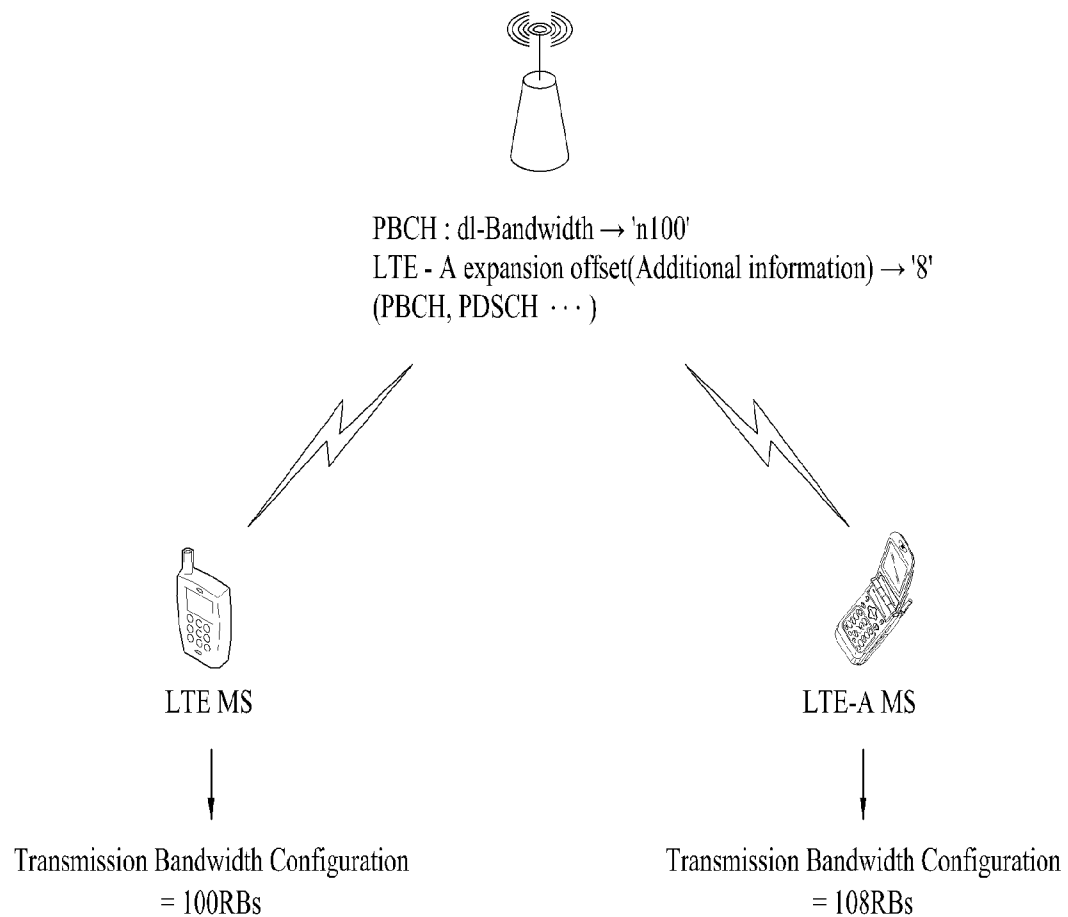 PBCH : dl-Bandwidth → 'n100'
LTE - A expansion offset(Additional information) → '8'
(PBCH, PDSCH ··· )
LTE MS
LTE-A MS
Transmission Bandwidth Configuration
= 100RBs
Transmission Bandwidth Configuration
= 108RBs